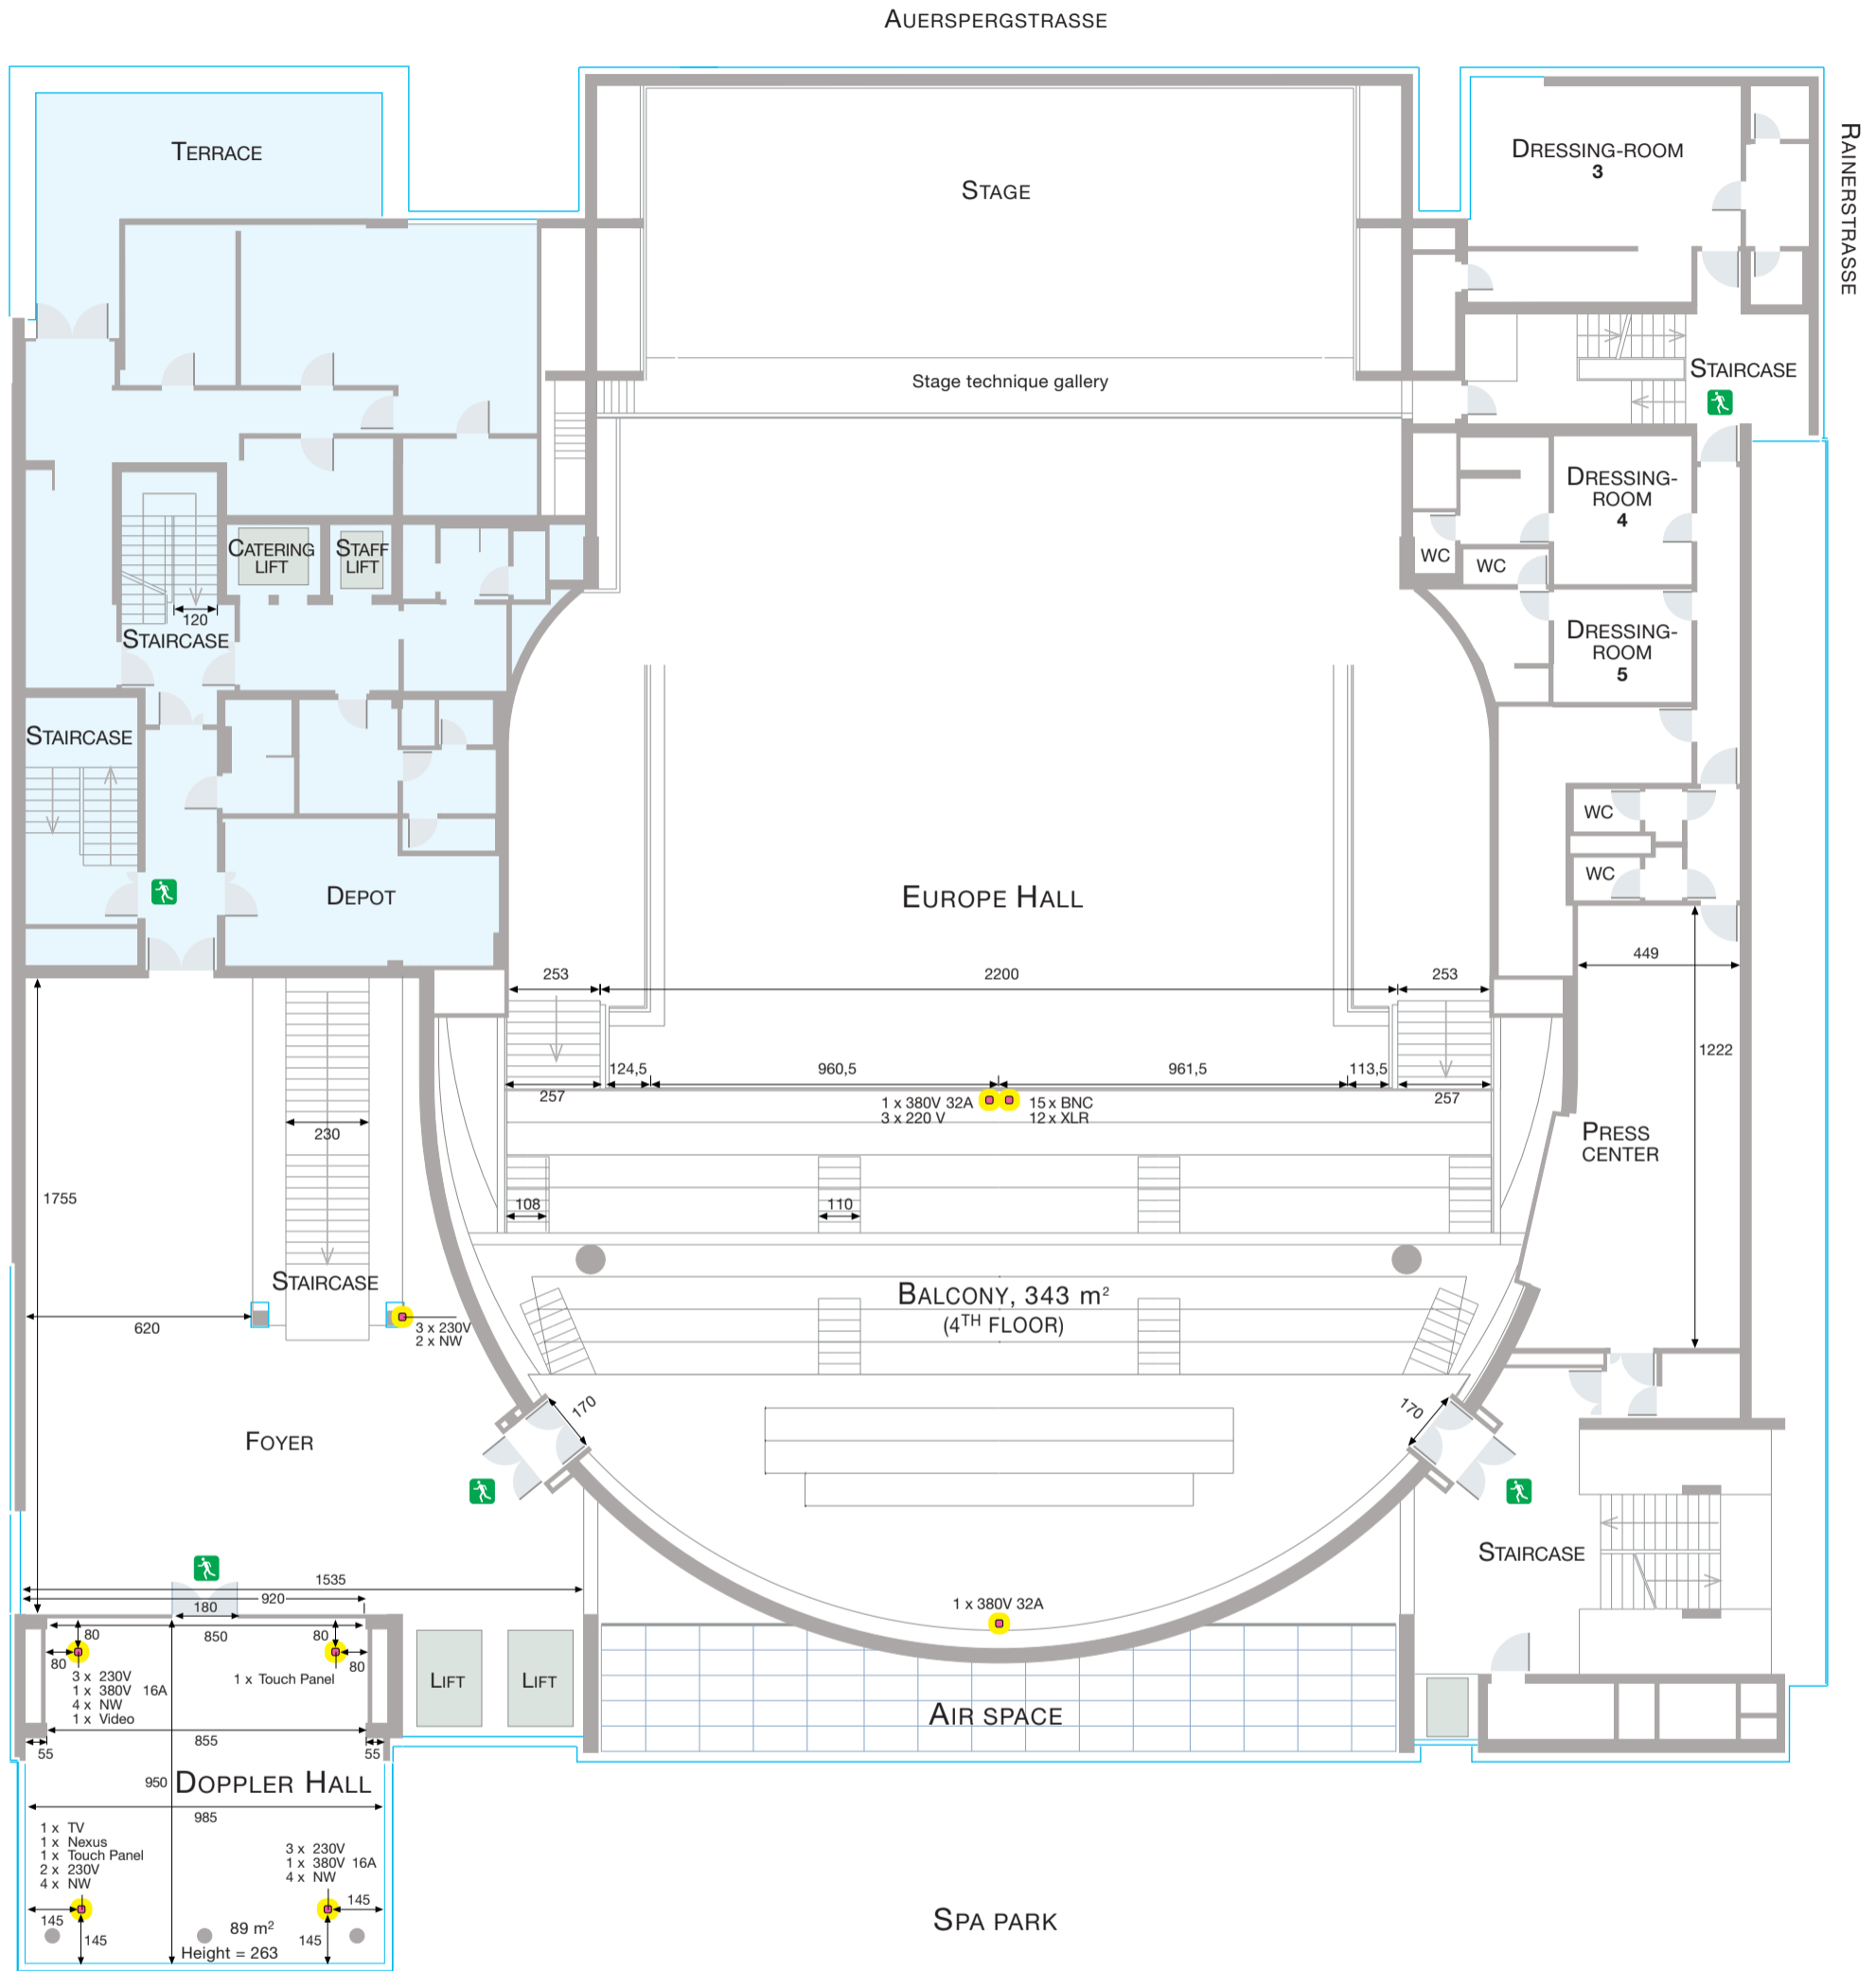 AUERSPERGSTRASSE
RAINERSTRASSE
TERRACE
STAGE
DRESSING-ROOM
3
Stage technique gallery
STAIRCASE
DRESSING-
ROOM
4
WC
WC
CATERING
LIFT
STAFF
LIFT
120
STAIRCASE
DRESSING-
ROOM
5
STAIRCASE
WC
WC
DEPOT
EUROPE HALL
449
253
2200
253
1222
124,5
960,5
961,5
113,5
257
257
1 x 380V 32A
3 x 220 V
15 x BNC
12 x XLR
230
PRESS
CENTER
1755
108
110
STAIRCASE
BALCONY, 343 m²
(4TH FLOOR)
620
3 x 230V
2 x NW
170
170
FOYER
STAIRCASE
1535
920
180
850
80
80
80
80
1 x 380V 32A
3 x 230V
1 x 380V 16A
4 x NW
1 x Video
1 x Touch Panel
LIFT
LIFT
AIR SPACE
55
855
55
950
DOPPLER HALL
985
1 x TV
1 x Nexus
1 x Touch Panel
2 x 230V
4 x NW
3 x 230V
1 x 380V 16A
4 x NW
145
145
145
145
89 m²
Height = 263
SPA PARK